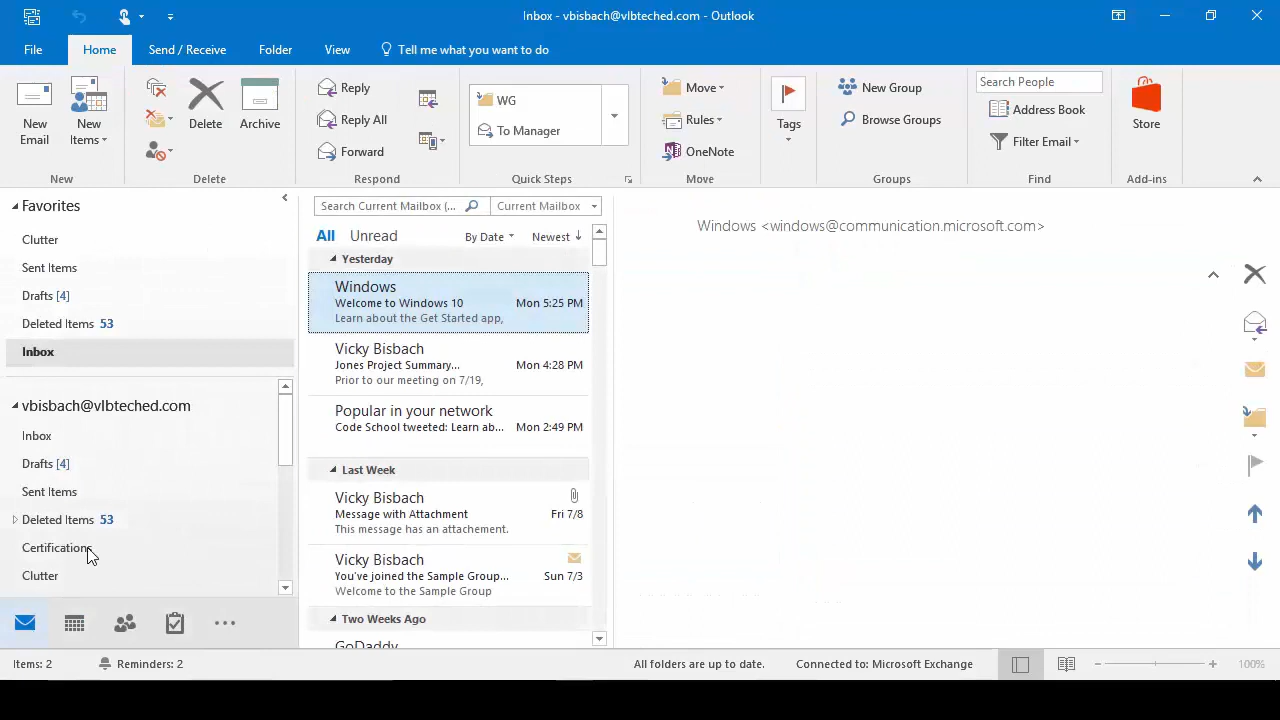 Inbox - vbisbach@vlbteched.com - Outlook
File Home Send / Receive Folder View Tell me what you want to do
New Email
New Items
Delete
Archive
Reply
Reply All
Forward
WG
To Manager
Move
Rules
OneNote
Tags
New Group
Browse Groups
Search People
Address Book
Filter Email
Store
New Delete Respond Quick Steps Move Groups Find Add-ins
Favorites
Clutter
Sent Items
Drafts [4]
Deleted Items 53
Inbox
vbisbach@vlbteched.com
Inbox
Drafts [4]
Sent Items
Deleted Items 53
Certifications
Clutter
Search Current Mailbox (... Current Mailbox
All Unread By Date Newest
Yesterday
Windows
Welcome to Windows 10 Mon 5:25 PM
Learn about the Get Started app,
Vicky Bisbach
Jones Project Summary... Mon 4:28 PM
Prior to our meeting on 7/19,
Popular in your network
Code School tweeted: Learn ab... Mon 2:49 PM
Last Week
Vicky Bisbach
Message with Attachment Fri 7/8
This message has an attachement.
Vicky Bisbach
You've joined the Sample Group... Sun 7/3
Welcome to the Sample Group
Two Weeks Ago
GoDaddy
Windows <windows@communication.microsoft.com>
Items: 2 Reminders: 2 All folders are up to date. Connected to: Microsoft Exchange 100%